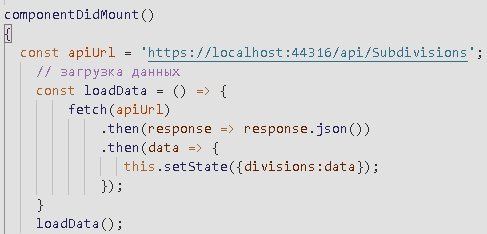 componentDidMount()
{
const apiUrl = 'https://localhost:44316/api/Subdivisions';
// загрузка данных
const loadData = () => {
fetch(apiUrl)
.then(response => response.json())
.then(data => {
this.setState({divisions:data});
});
}
loadData();